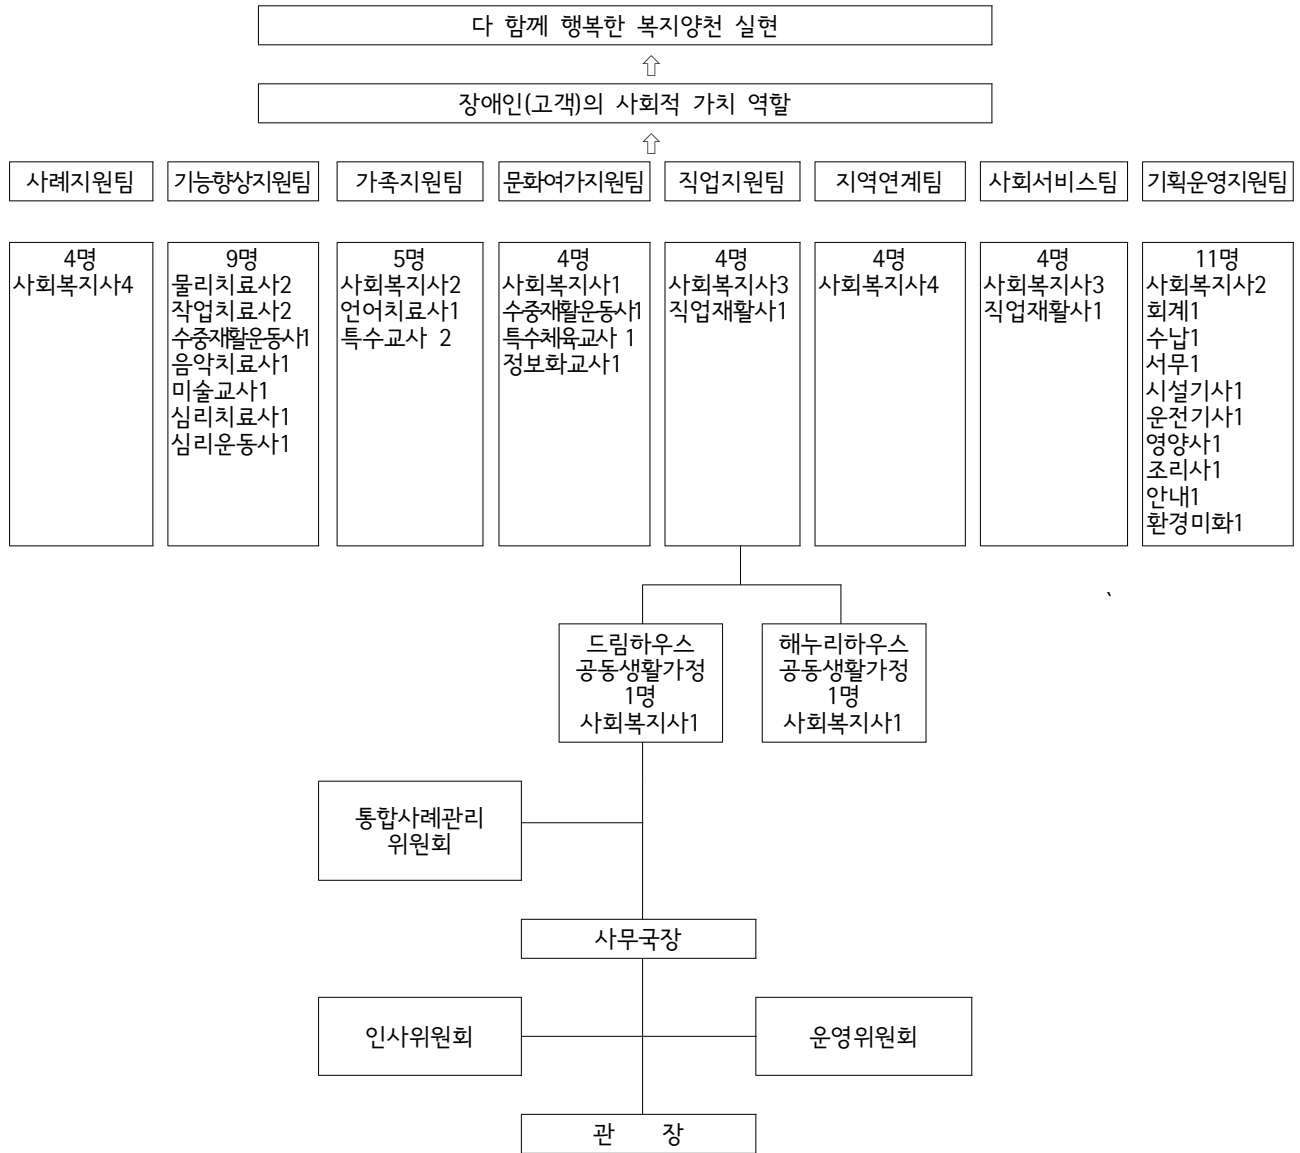 다 함께 행복한 복지양천 실현
⇧
장애인(고객)의 사회적 가치 역할
⇧
사례지원팀
기능향상지원팀
가족지원팀
문화여가지원팀
직업지원팀
지역연계팀
사회서비스팀
기획운영지원팀
4명
사회복지사4
9명
물리치료사2
작업치료사2
수중재활운동사1
음악치료사1
미술교사1
심리치료사1
심리운동사1
5명
사회복지사2
언어치료사1
특수교사 2
4명
사회복지사1
수중재활운동사1
특수체육교사 1
정보화교사1
4명
사회복지사3
직업재활사1
4명
사회복지사4
4명
사회복지사3
직업재활사1
11명
사회복지사2
회계1
수납1
서무1
시설기사1
운전기사1
영양사1
조리사1
안내1
환경미화1
드림하우스
공동생활가정
1명
사회복지사1
해누리하우스
공동생활가정
1명
사회복지사1
통합사례관리
위원회
사무국장
인사위원회
운영위원회
관 장